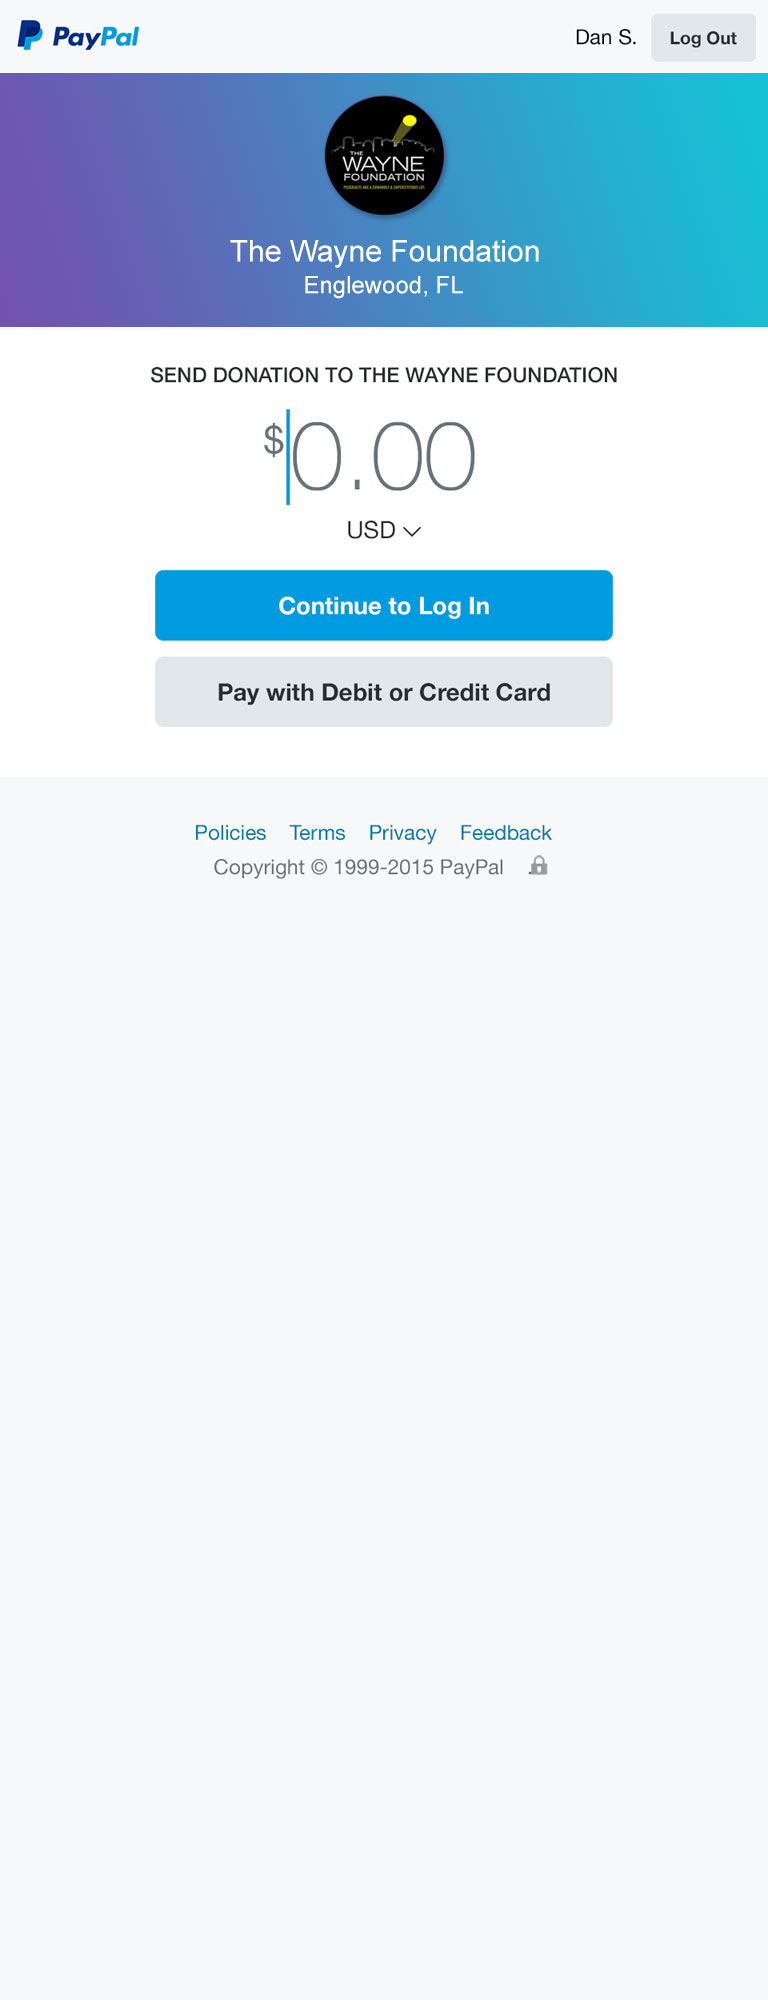 PayPal
Dan S.
Log Out
THE
WAYNE
FOUNDATION
The Wayne Foundation
Englewood, FL
SEND DONATION TO THE WAYNE FOUNDATION
$0.00
USD
Continue to Log In
Pay with Debit or Credit Card
Policies Terms Privacy Feedback
Copyright © 1999-2015 PayPal